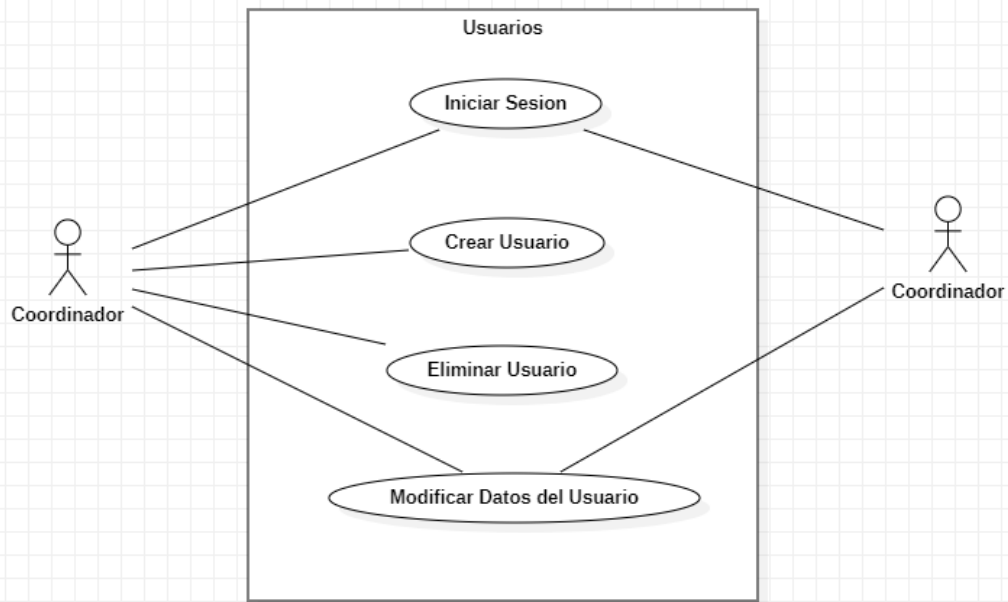 Usuarios
Iniciar Sesion
Crear Usuario
Coordinador
Coordinador
Eliminar Usuario
Modificar Datos del Usuario